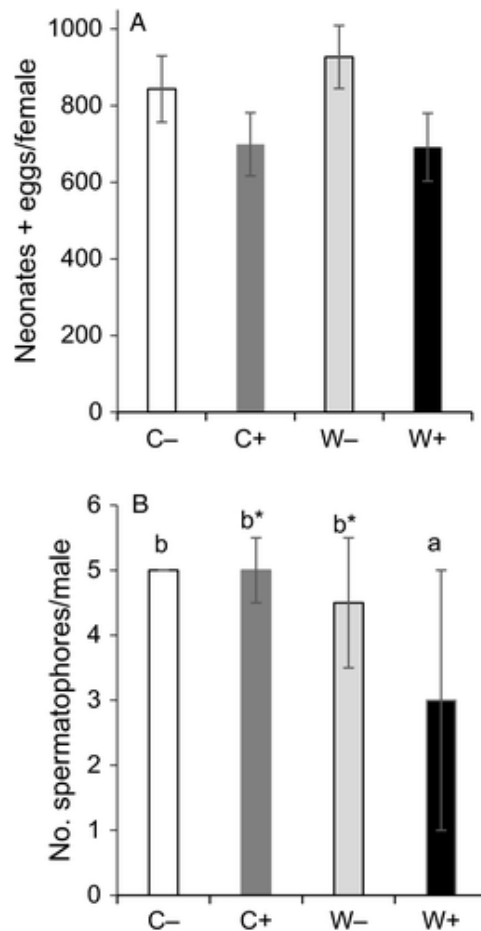 A
Neonates + eggs/female
1000
800
600
400
200
0
C– C+ W– W+
B
No. spermatophores/male
6
5
4
3
2
1
0
b b* b* a
C– C+ W– W+